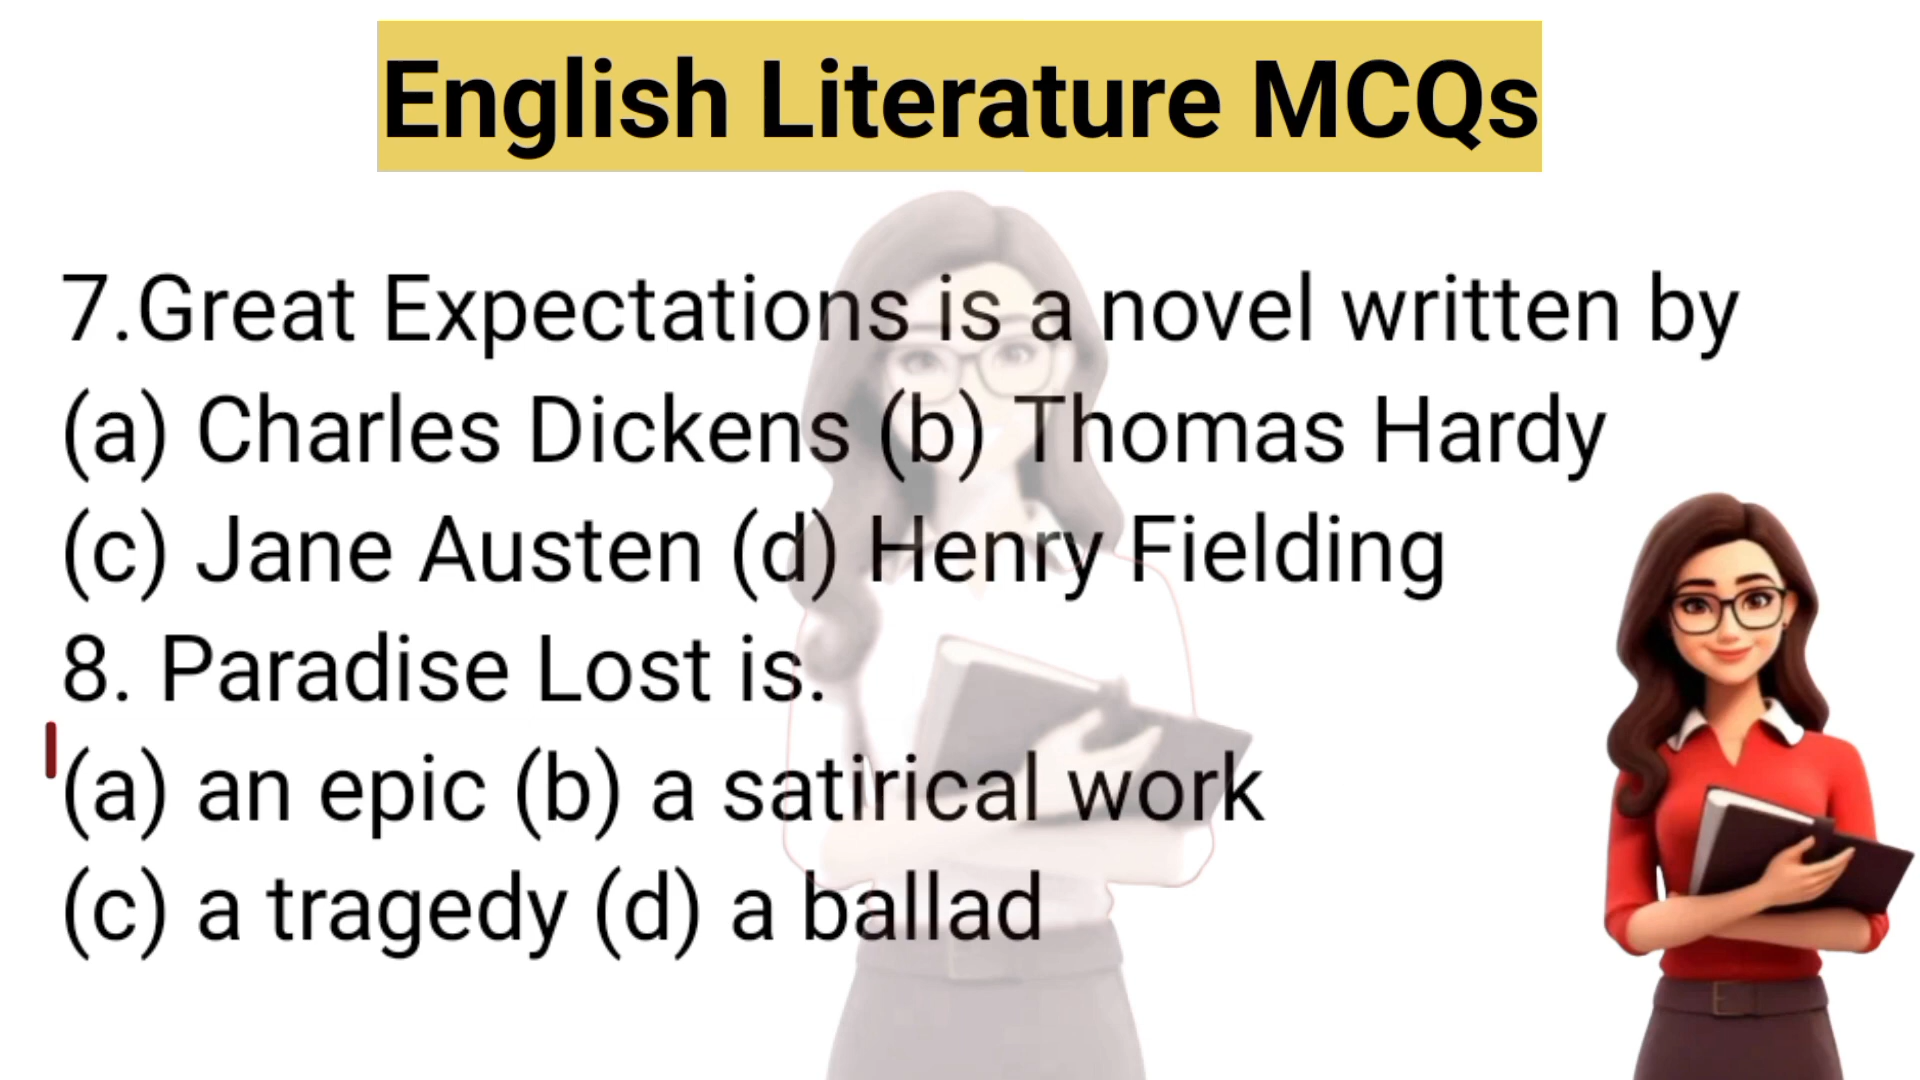 English Literature MCQs
7.Great Expectations is a novel written by
(a) Charles Dickens (b) Thomas Hardy
(c) Jane Austen (d) Henry Fielding
8. Paradise Lost is.
(a) an epic (b) a satirical work
(c) a tragedy (d) a ballad